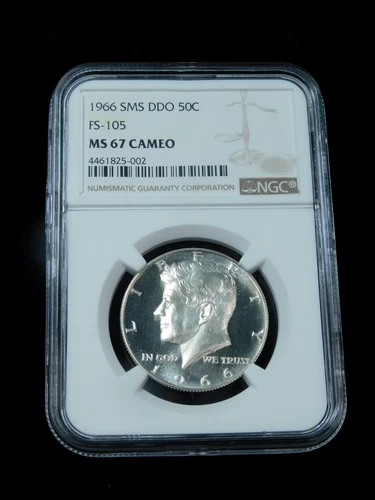 1966 SMS DDO 50C
FS-105
MS 67 CAMEO
4461825-002
NUMISMATIC GUARANTY CORPORATION
NGC®
LIBERTY
IN GOD WE TRUST
1966